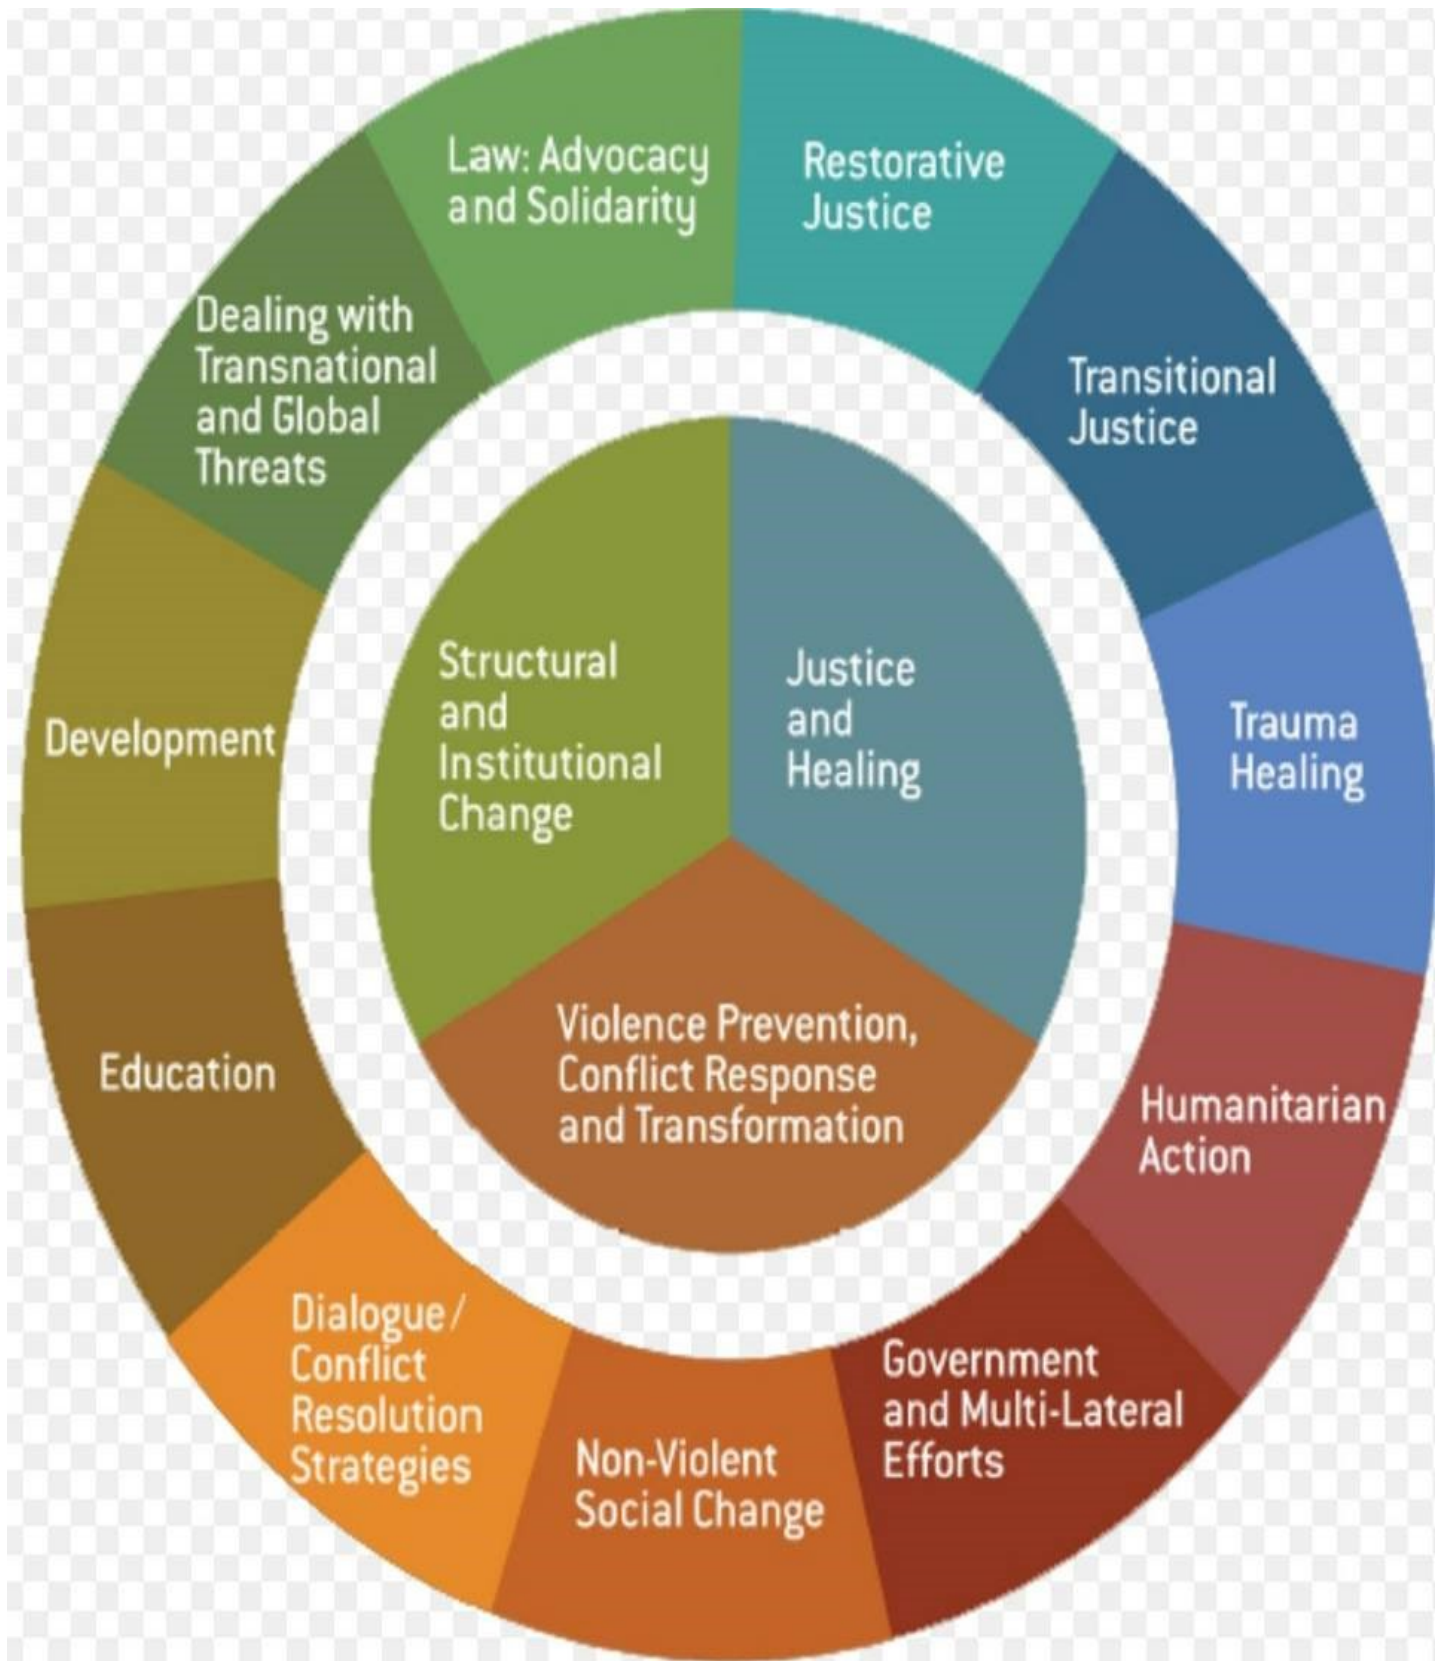 Law: Advocacy
and Solidarity
Restorative
Justice
Transitional
Justice
Trauma
Healing
Humanitarian
Action
Government
and Multi-Lateral
Efforts
Non-Violent
Social Change
Dialogue/
Conflict
Resolution
Strategies
Education
Development
Dealing with
Transnational
and Global
Threats
Structural
and
Institutional
Change
Justice
and
Healing
Violence Prevention,
Conflict Response
and Transformation